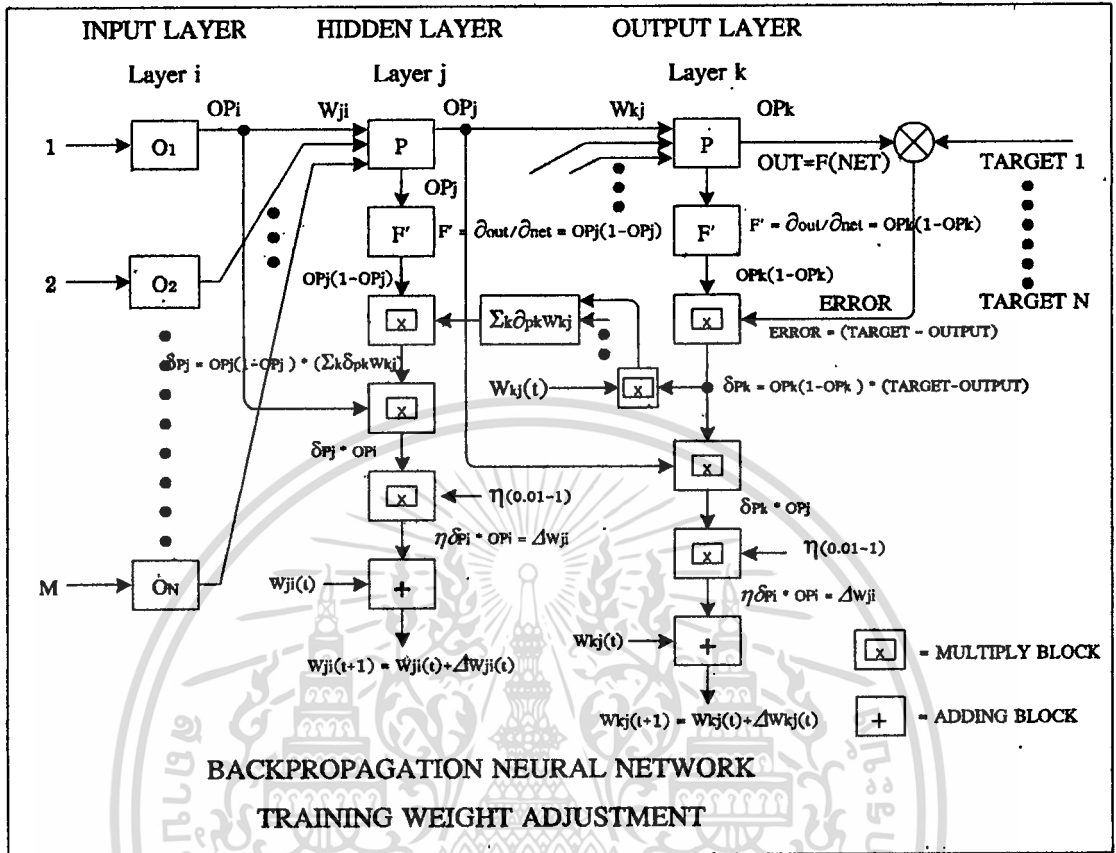 INPUT LAYER HIDDEN LAYER OUTPUT LAYER
Layer i Layer j Layer k
OPi Wji OPj Wkj OPk
1 O1 P P OUT=F(NET) TARGET 1
OPj
F' F' = ∂out/∂net = OPj(1-OPj) F' F' = ∂out/∂net = OPk(1-OPk)
2 O2 OPj(1-OPj) OPk(1-OPk) TARGET N
x Σk∂pkWkj x ERROR
ERROR = (TARGET - OUTPUT)
δPj = OPj(1-OPj) * (ΣkδpkWkj)
Wkj(t) x δPk = OPk(1-OPk) * (TARGET-OUTPUT)
x
δPj * OPi x
x η(0.01-1) δPk * OPj
ηδPj * OPi = ΔWji x η(0.01-1)
M ON Wji(t) + ηδPi * OPi = ΔWji
Wkj(t) + x = MULTIPLY BLOCK
Wji(t+1) = Wji(t)+ΔWji(t)
Wkj(t+1) = Wkj(t)+ΔWkj(t) + = ADDING BLOCK
BACKPROPAGATION NEURAL NETWORK
TRAINING WEIGHT ADJUSTMENT